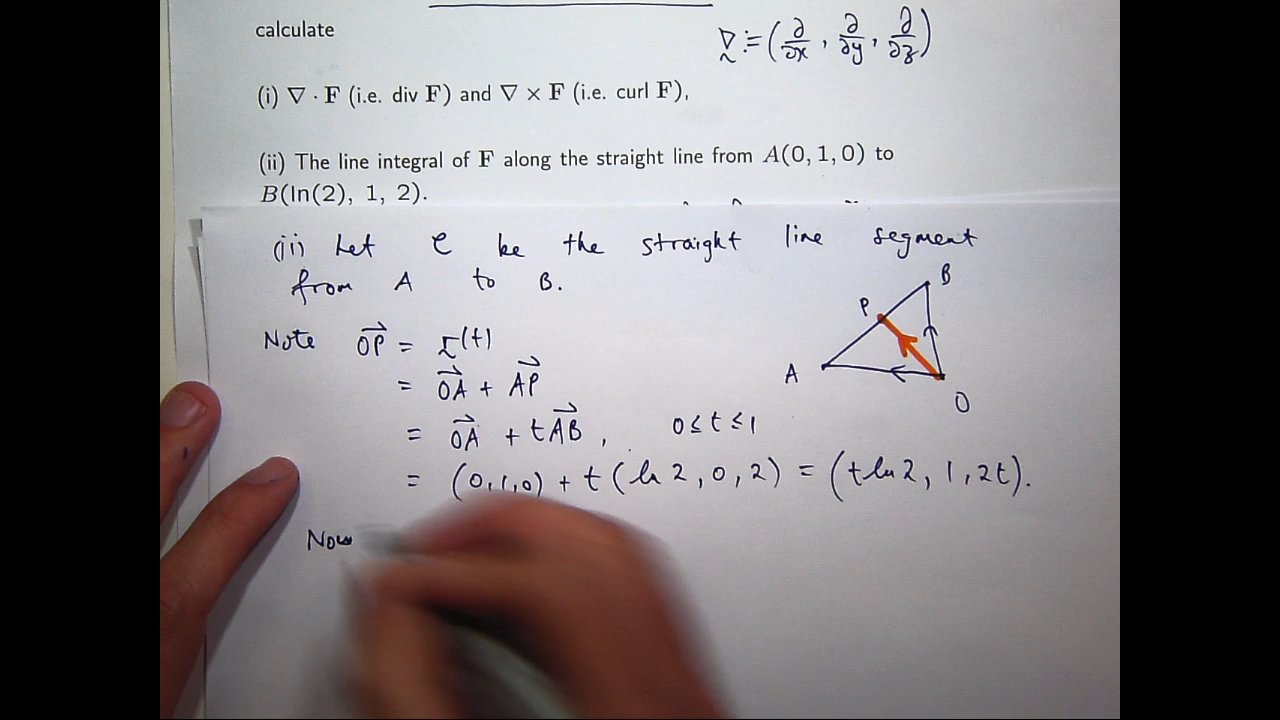 calculate
∇ := (∂/∂x, ∂/∂y, ∂/∂z)
(i) ∇ · F (i.e. div F) and ∇ × F (i.e. curl F),
(ii) The line integral of F along the straight line from A(0, 1, 0) to
B(ln(2), 1, 2).
(ii) Let C be the straight line segment
from A to B.
B
P
A
O
Note OP⃗ = r(t)
= OA⃗ + AP⃗
= OA⃗ + tAB⃗, 0 ≤ t ≤ 1
= (0,1,0) + t(ln 2, 0, 2) = (t ln 2, 1, 2t).
Now